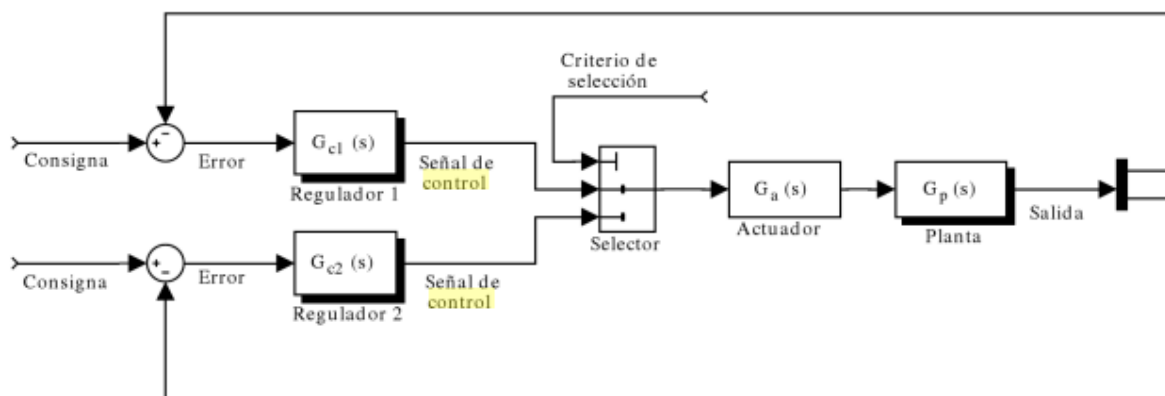 Criterio de
selección
Consigna
+
-
Error
G_c1 (s)
Regulador 1
Señal de
control
Selector
G_a (s)
Actuador
G_p (s)
Planta
Salida
Consigna
+
-
Error
G_c2 (s)
Regulador 2
Señal de
control